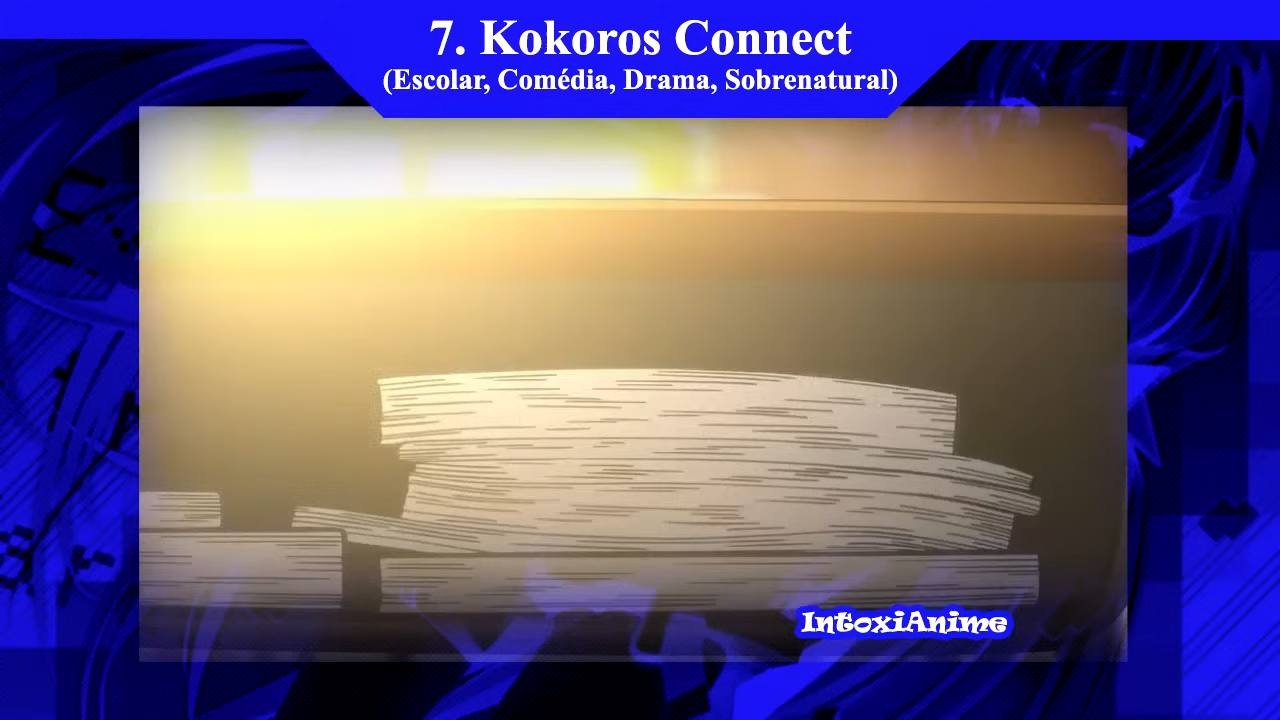 7. Kokoros Connect
(Escolar, Comédia, Drama, Sobrenatural)
IntoxiAnime